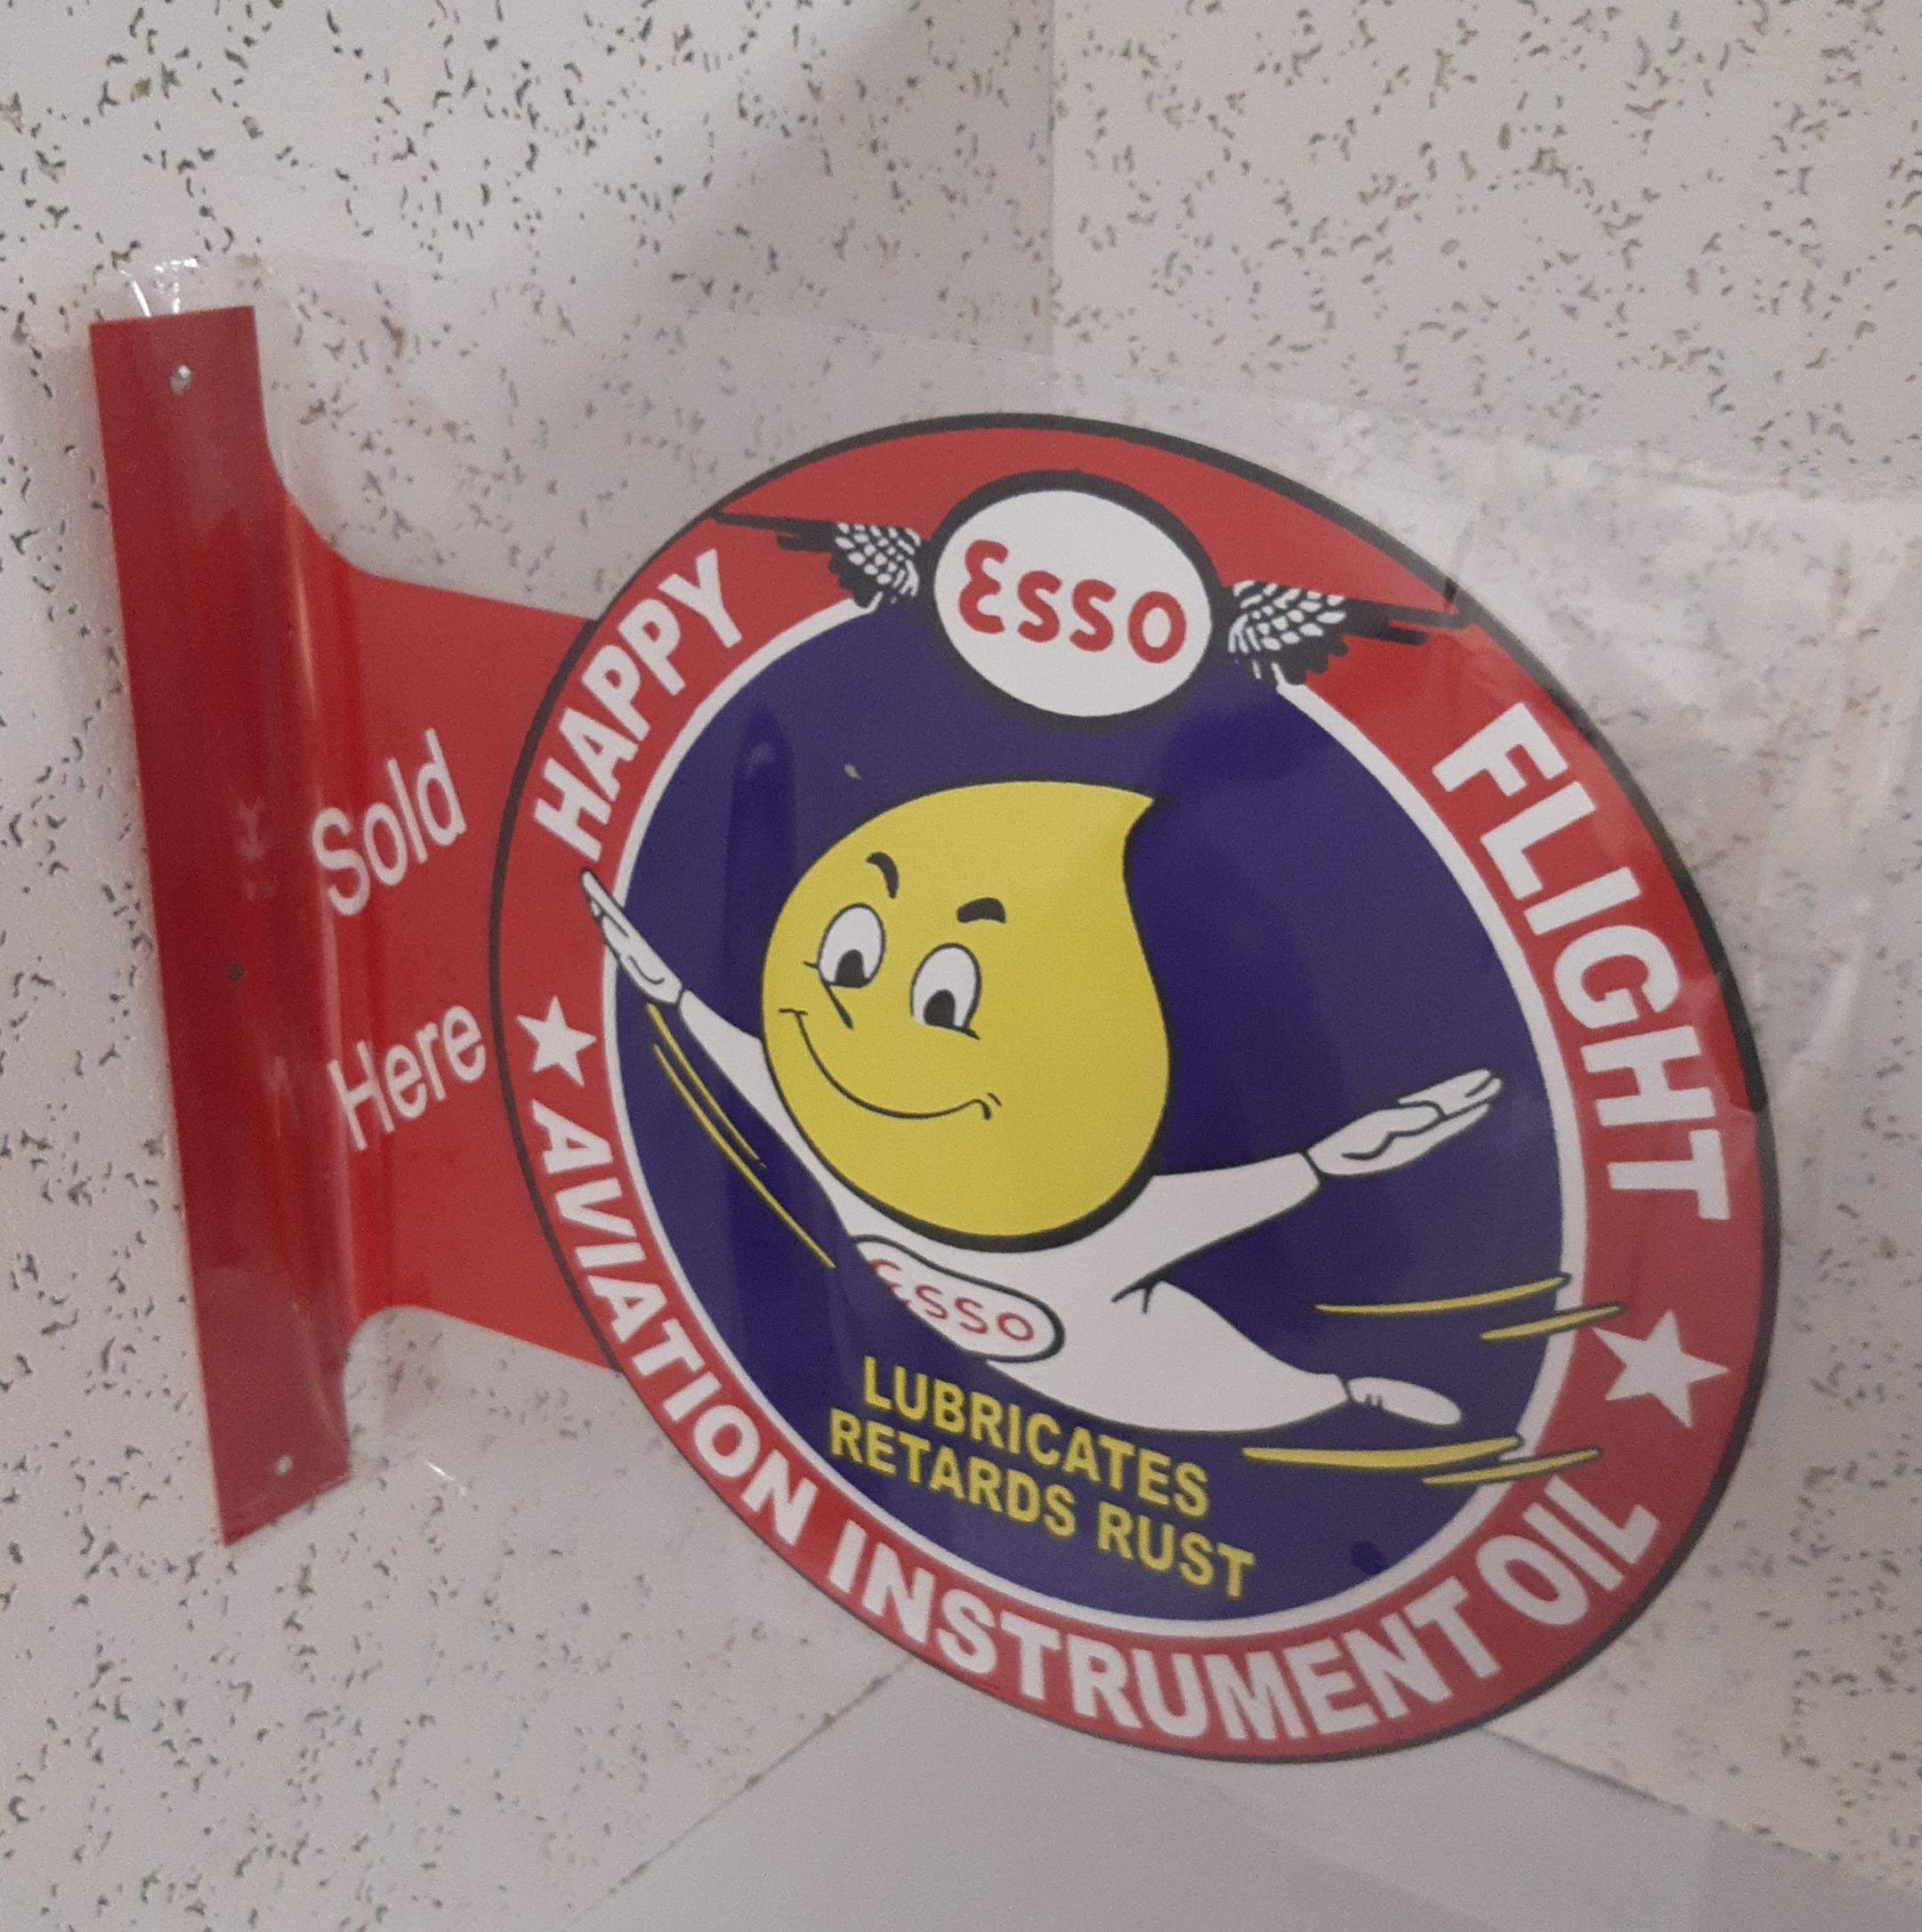 Sold
Here
ESSO
HAPPY FLIGHT
ESSO
LUBRICATES
RETARDS RUST
AVIATION INSTRUMENT OIL